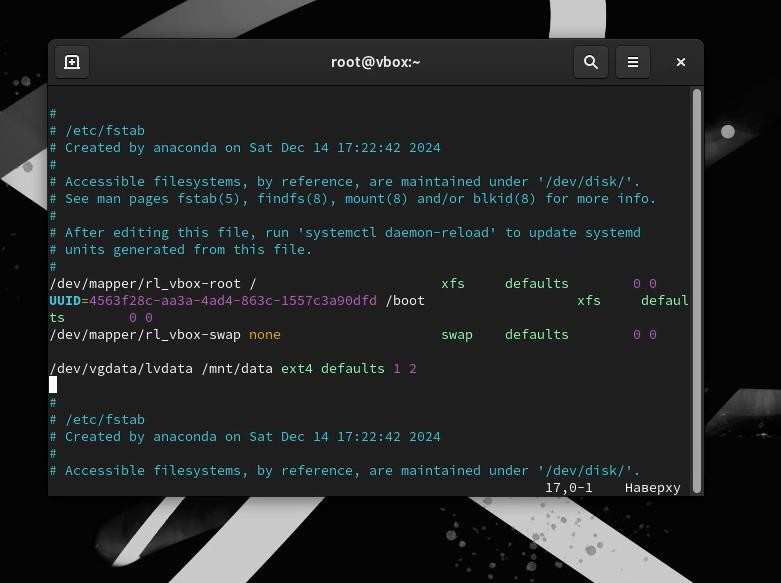 root@vbox:~
#
# /etc/fstab
# Created by anaconda on Sat Dec 14 17:22:42 2024
#
# Accessible filesystems, by reference, are maintained under '/dev/disk/'.
# See man pages fstab(5), findfs(8), mount(8) and/or blkid(8) for more info.
#
# After editing this file, run 'systemctl daemon-reload' to update systemd
# units generated from this file.
#
/dev/mapper/rl_vbox-root /                       xfs     defaults        0 0
UUID=4563f28c-aa3a-4ad4-863c-1557c3a90dfd /boot                   xfs     defaul
ts        0 0
/dev/mapper/rl_vbox-swap none                    swap    defaults        0 0
/dev/vgdata/lvdata /mnt/data ext4 defaults 1 2
#
# /etc/fstab
# Created by anaconda on Sat Dec 14 17:22:42 2024
#
# Accessible filesystems, by reference, are maintained under '/dev/disk/'.
17,0-1    Наверху